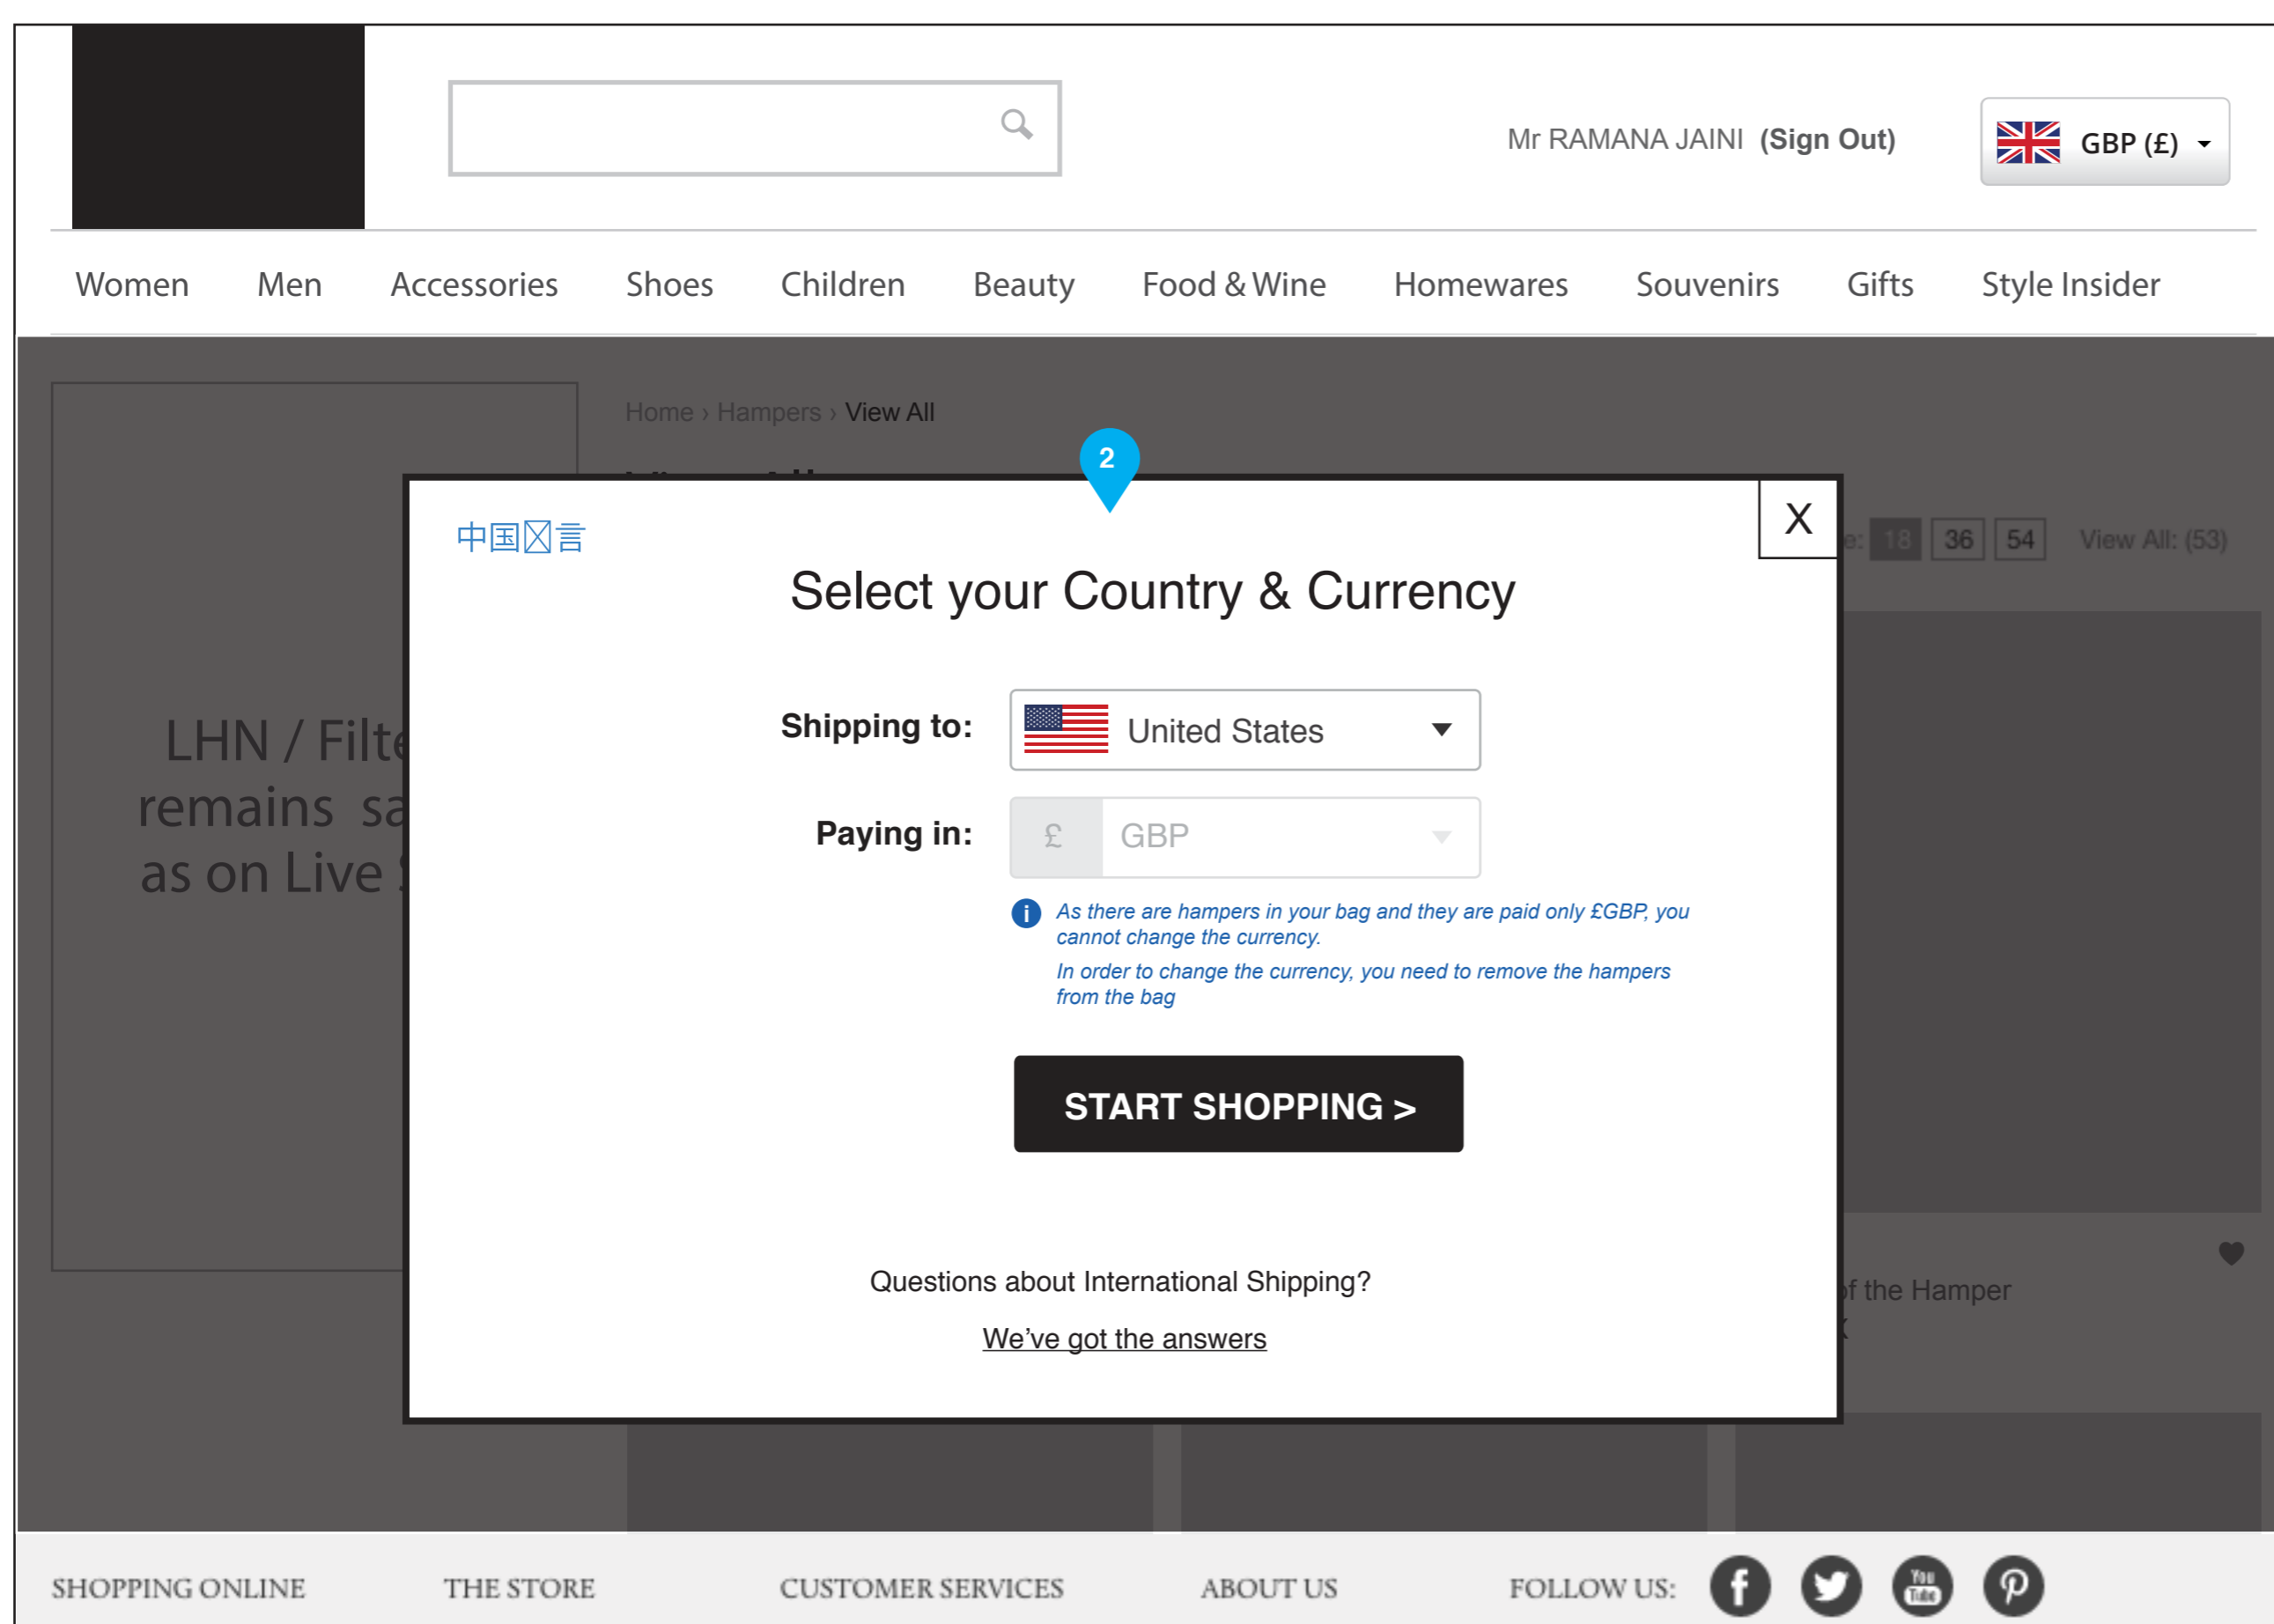 Mr RAMANA JAINI (Sign Out)
GBP (£)
Women Men Accessories Shoes Children Beauty Food & Wine Homewares Souvenirs Gifts Style Insider
Home › Hampers › View All
2
中国言
X
18 36 54 View All: (53)
Select your Country & Currency
Shipping to: United States
Paying in: £ GBP
i As there are hampers in your bag and they are paid only £GBP, you
cannot change the currency.
In order to change the currency, you need to remove the hampers
from the bag
START SHOPPING >
Questions about International Shipping?
We've got the answers
LHN /
remains
as on Live
of the Hamper
SHOPPING ONLINE THE STORE CUSTOMER SERVICES ABOUT US FOLLOW US: f You Tube